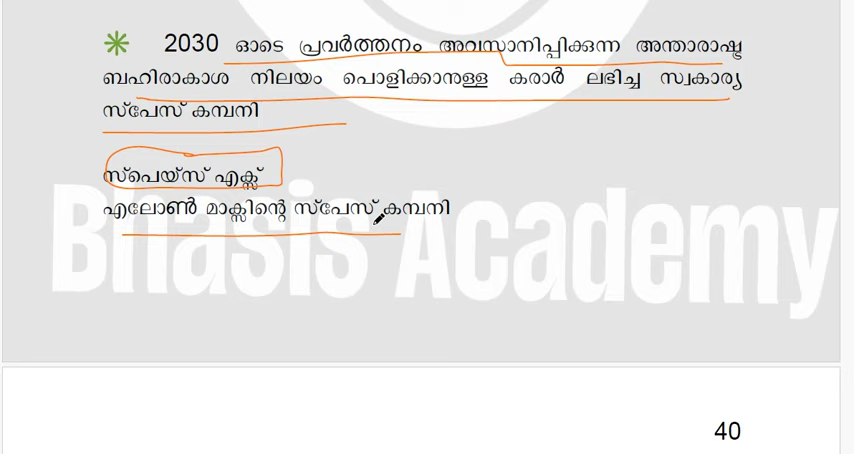 2030 ഓടെ പ്രവർത്തനം അവസാനിപ്പിക്കുന്ന അന്താരാഷ്ട്ര
ബഹിരാകാശ നിലയം പൊളിക്കാനുള്ള കരാർ ലഭിച്ച സ്വകാര്യ
സ്പേസ് കമ്പനി
സ്പെയ്സ് എക്സ്
എലോൺ മാക്സിന്റെ സ്പേസ് കമ്പനി
Bhasis Academy
40